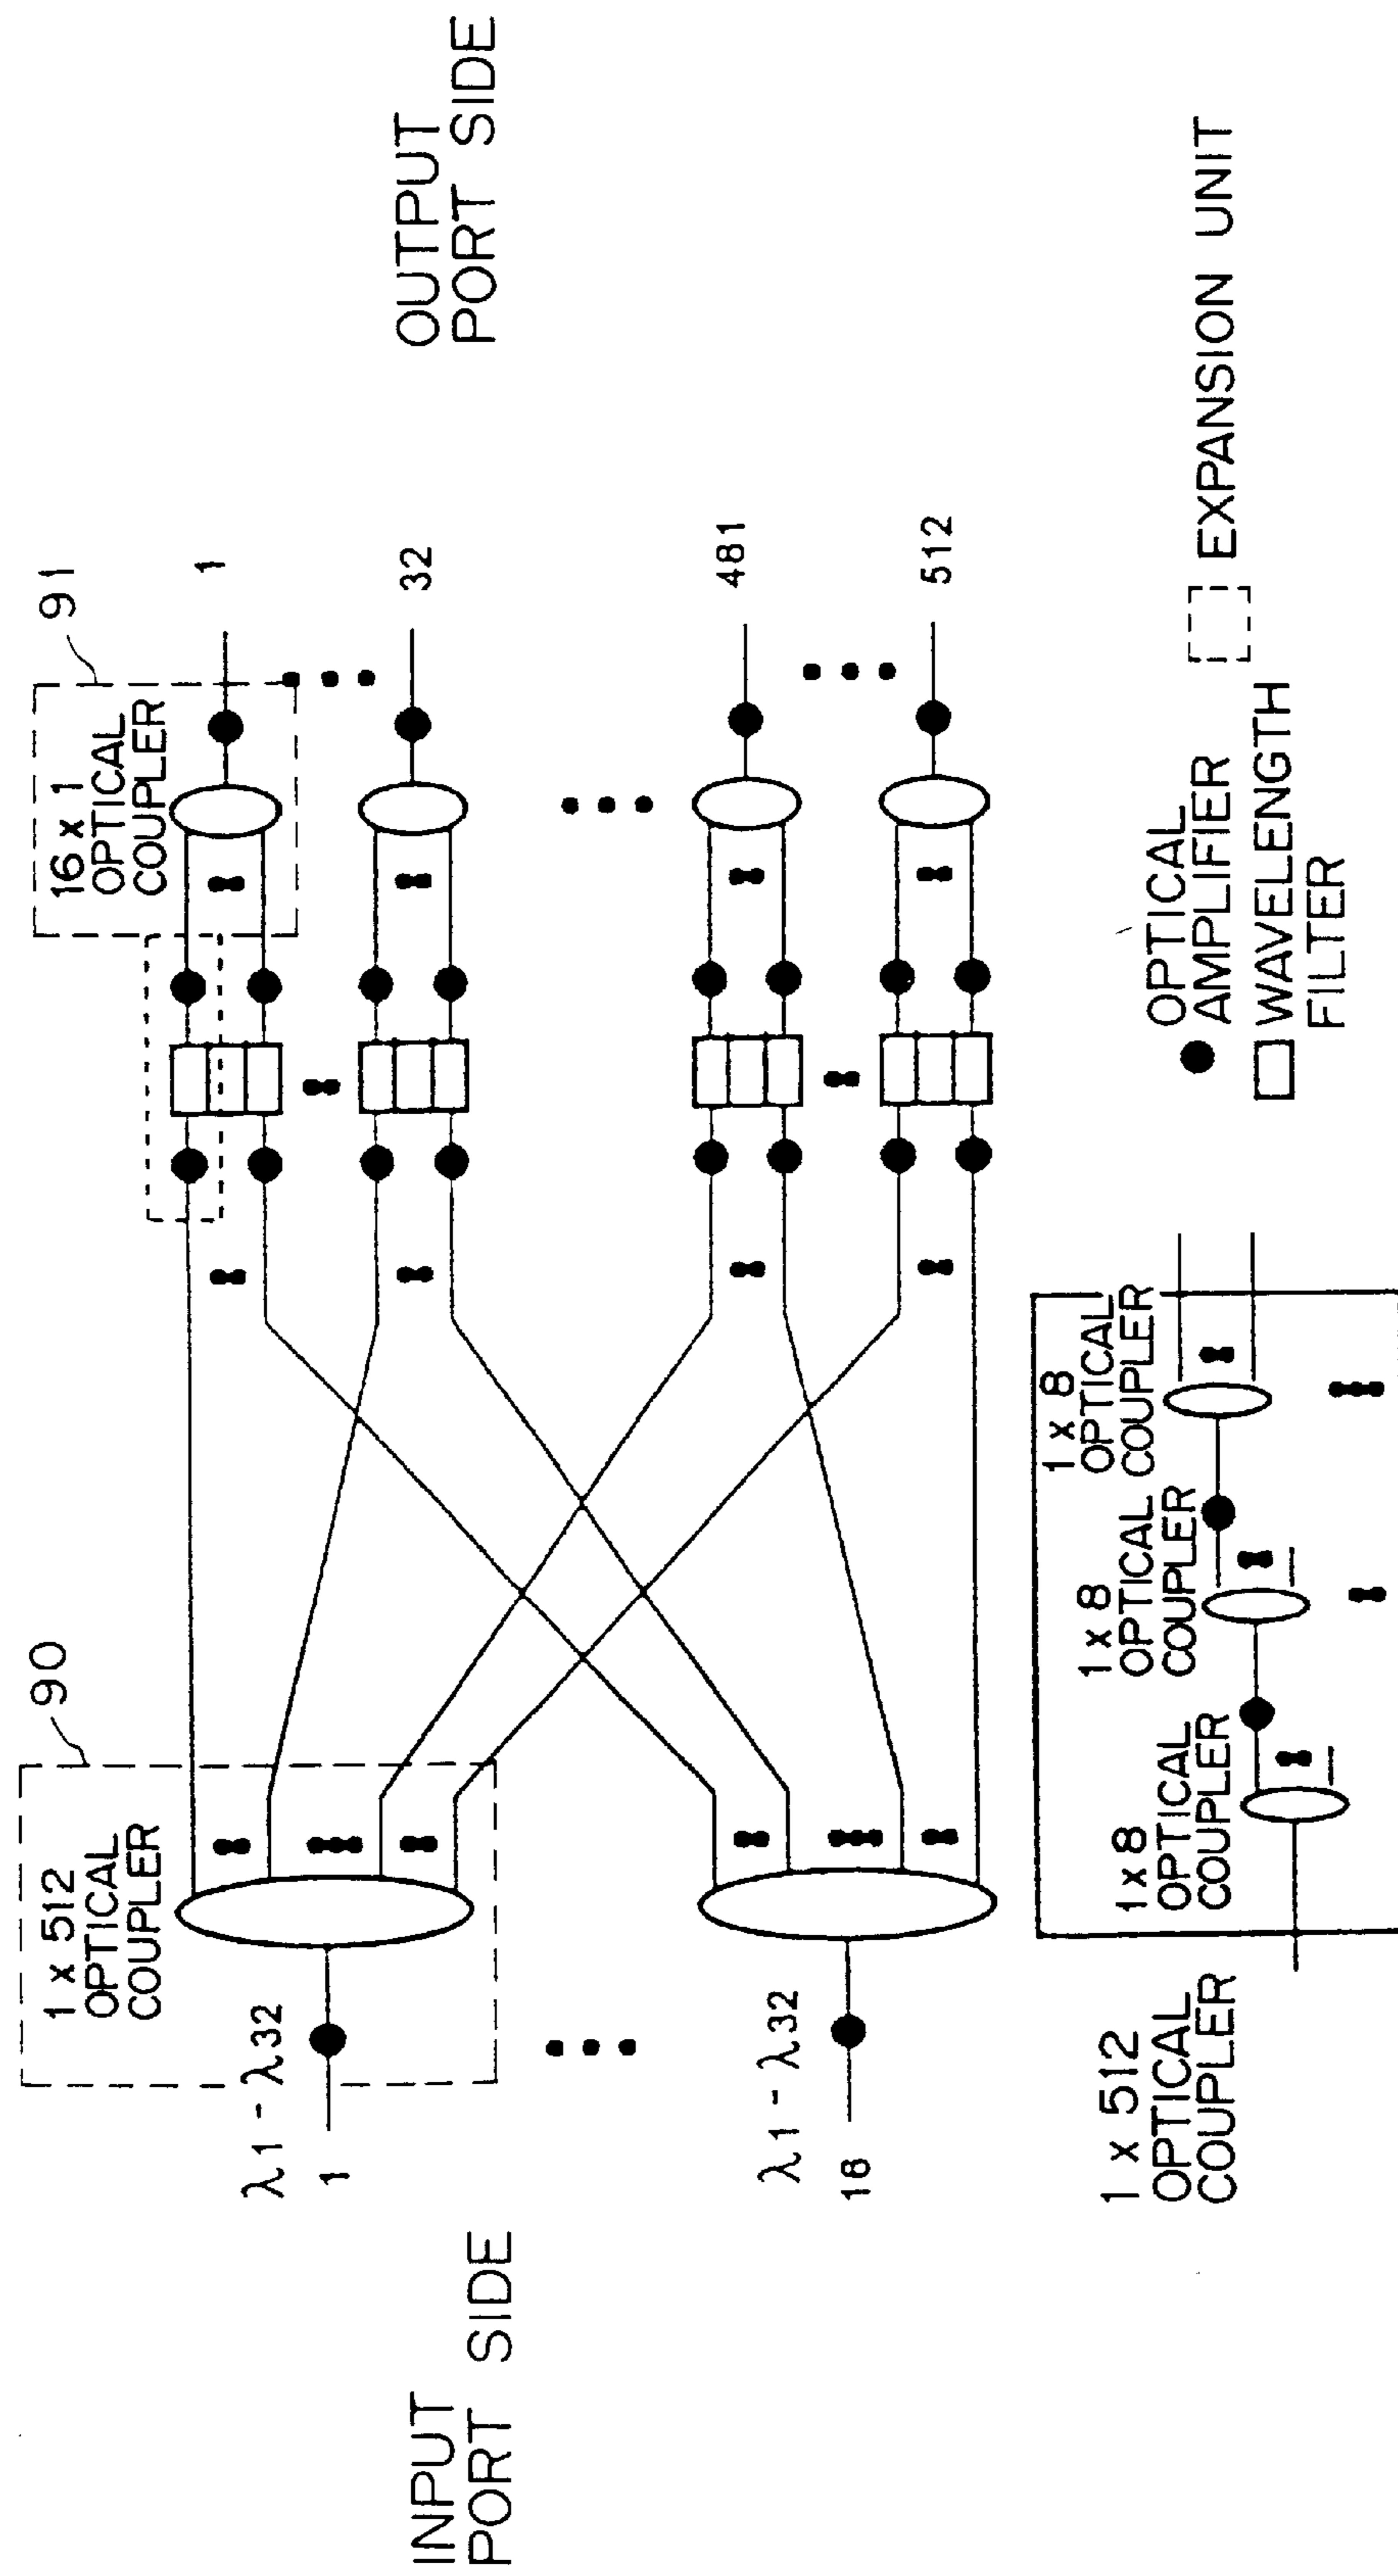 INPUT
PORT SIDE
OUTPUT
PORT SIDE
90
1 x 512
OPTICAL
COUPLER
λ1 - λ32
1
λ1 - λ32
16
91
16 x 1
OPTICAL
COUPLER
1
32
481
512
1 x 512
OPTICAL
COUPLER
1 x 8
OPTICAL
COUPLER
1 x 8
OPTICAL
COUPLER
1 x 8
OPTICAL
COUPLER
OPTICAL
AMPLIFIER
WAVELENGTH
FILTER
EXPANSION UNIT